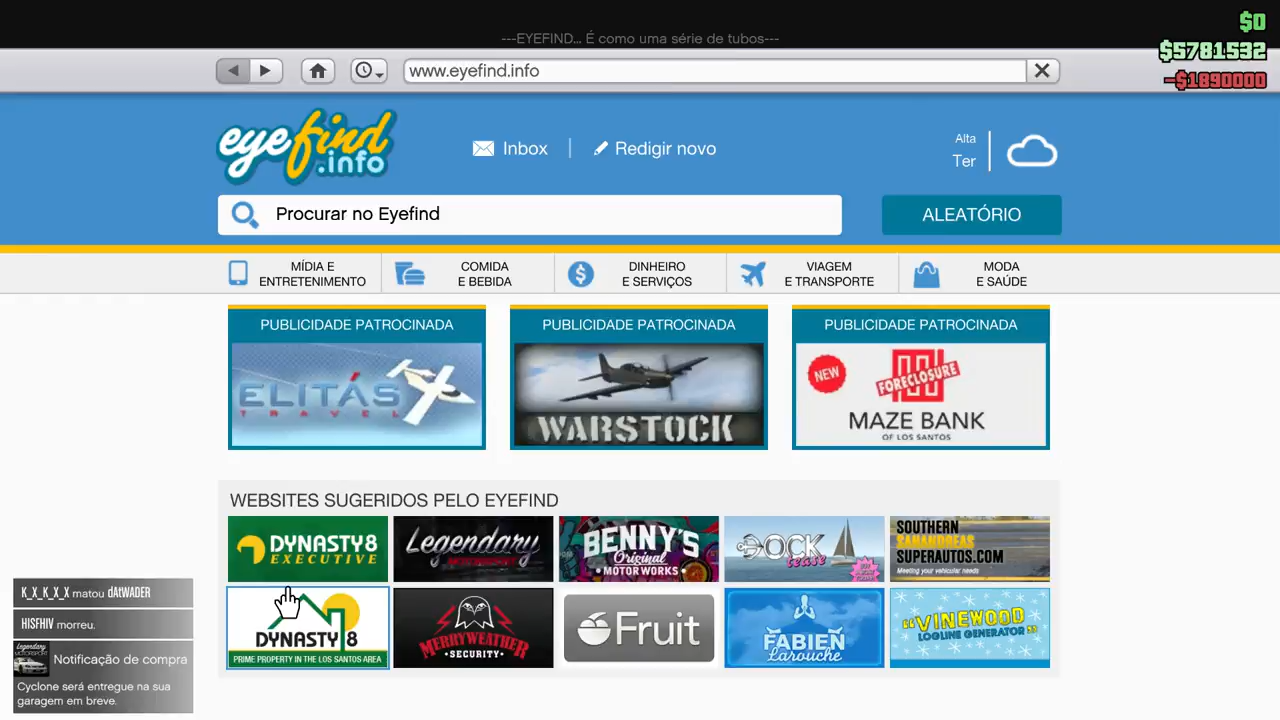 ---EYEFIND... É como uma série de tubos---
$0
$5781532
-$1890000
www.eyefind.info
eyefind
.info
Inbox
Redigir novo
Alta
Ter
Procurar no Eyefind
ALEATÓRIO
MÍDIA E
ENTRETENIMENTO
COMIDA
E BEBIDA
DINHEIRO
E SERVIÇOS
VIAGEM
E TRANSPORTE
MODA
E SAÚDE
PUBLICIDADE PATROCINADA
PUBLICIDADE PATROCINADA
PUBLICIDADE PATROCINADA
ELITÁS
TRAVEL
WARSTOCK
NEW
FORECLOSURE
MAZE BANK
OF LOS SANTOS
WEBSITES SUGERIDOS PELO EYEFIND
DYNASTY 8
EXECUTIVE
Legendary
BENNY'S
Original
MOTOR WORKS
DOCK
tease
SOUTHERN
SANANDREAS
SUPERAUTOS.COM
Meeting your vehicular needs
DYNASTY 8
PRIME PROPERTY IN THE LOS SANTOS AREA
MERRYWEATHER
SECURITY
Fruit
FABIEN
Larouche
"VINEWOOD
LOGLINE GENERATOR"
K_X_K_X_X matou dAtWADER
HISFHIV morreu.
Legendary
Notificação de compra
Cyclone será entregue na sua
garagem em breve.